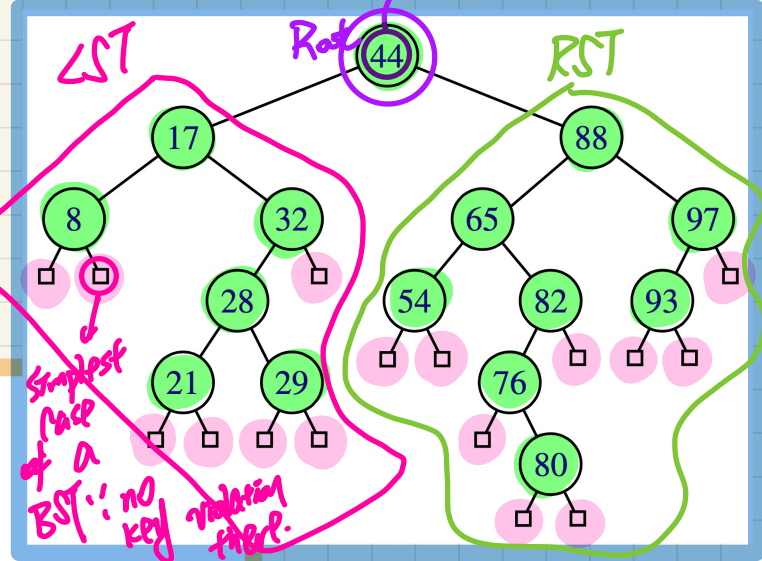 LST
Root
44
RST
17
88
8
32
65
97
28
54
82
93
21
29
76
80
simplest
case
of a
BST ∵ no
key violation
there.